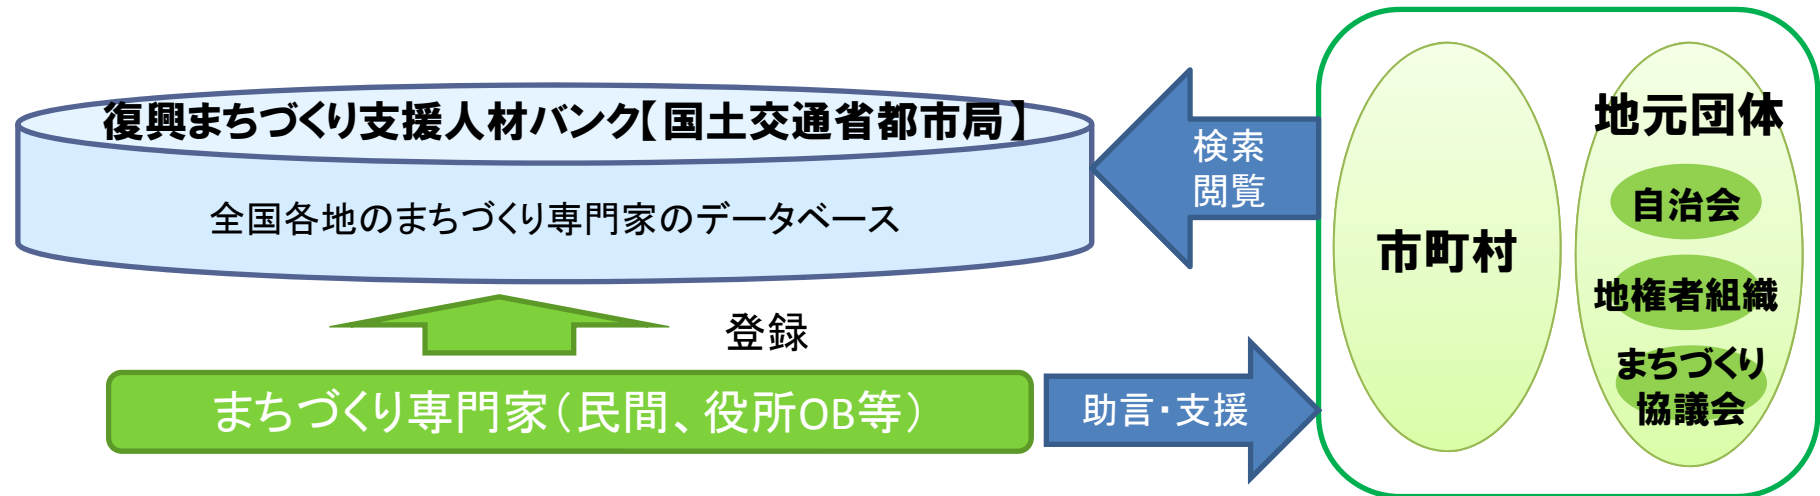 復興まちづくり支援人材バンク【国土交通省都市局】
全国各地のまちづくり専門家のデータベース
検索
閲覧
登録
まちづくり専門家（民間、役所OB等）
助言・支援
市町村
地元団体
自治会
地権者組織
まちづくり
協議会